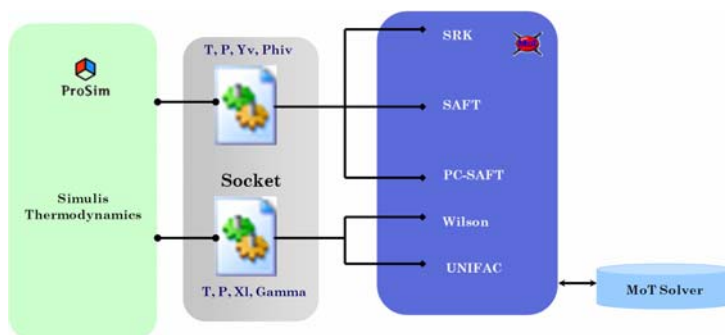 ProSim
Simulis
Thermodynamics
T, P, Yv, Phiv
Socket
T, P, Xl, Gamma
SRK
SAFT
PC-SAFT
Wilson
UNIFAC
MoT Solver